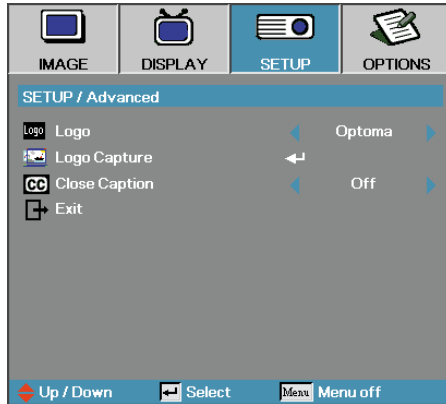 IMAGE DISPLAY SETUP OPTIONS
SETUP / Advanced
Logo Logo Optoma
Logo Capture
CC Close Caption Off
Exit
Up / Down Select Menu Menu off